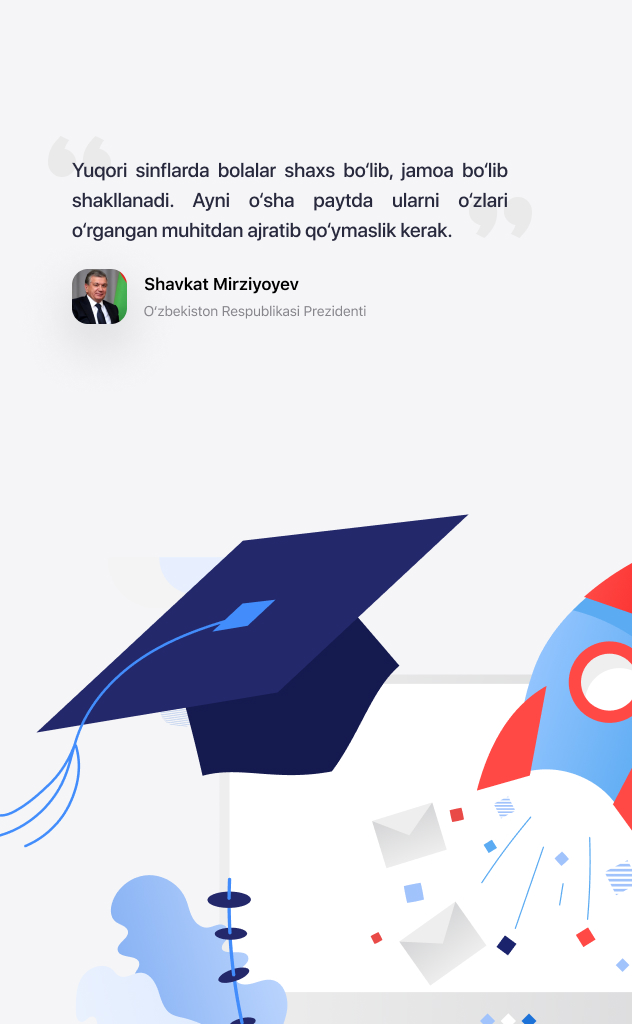 Yuqori sinflarda bolalar shaxs bo‘lib, jamoa bo‘lib
shakllanadi. Ayni o‘sha paytda ularni o‘zlari
o‘rgangan muhitdan ajratib qo‘ymaslik kerak.
Shavkat Mirziyoyev
O‘zbekiston Respublikasi Prezidenti